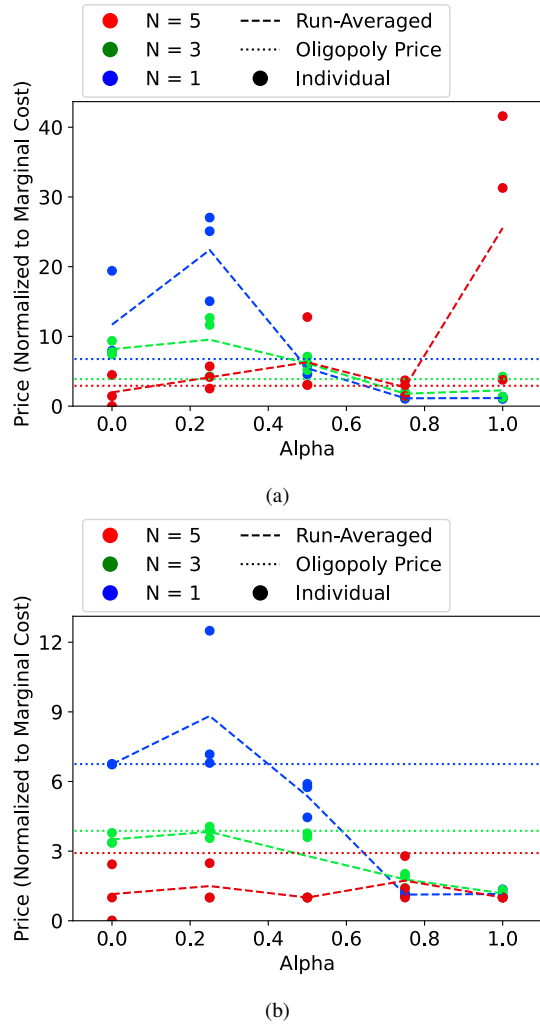 N = 5 Run-Averaged
N = 3 Oligopoly Price
N = 1 Individual
Price (Normalized to Marginal Cost)
40
30
20
10
0
0.0 0.2 0.4 0.6 0.8 1.0
Alpha
(a)
N = 5 Run-Averaged
N = 3 Oligopoly Price
N = 1 Individual
Price (Normalized to Marginal Cost)
12
9
6
3
0
0.0 0.2 0.4 0.6 0.8 1.0
Alpha
(b)